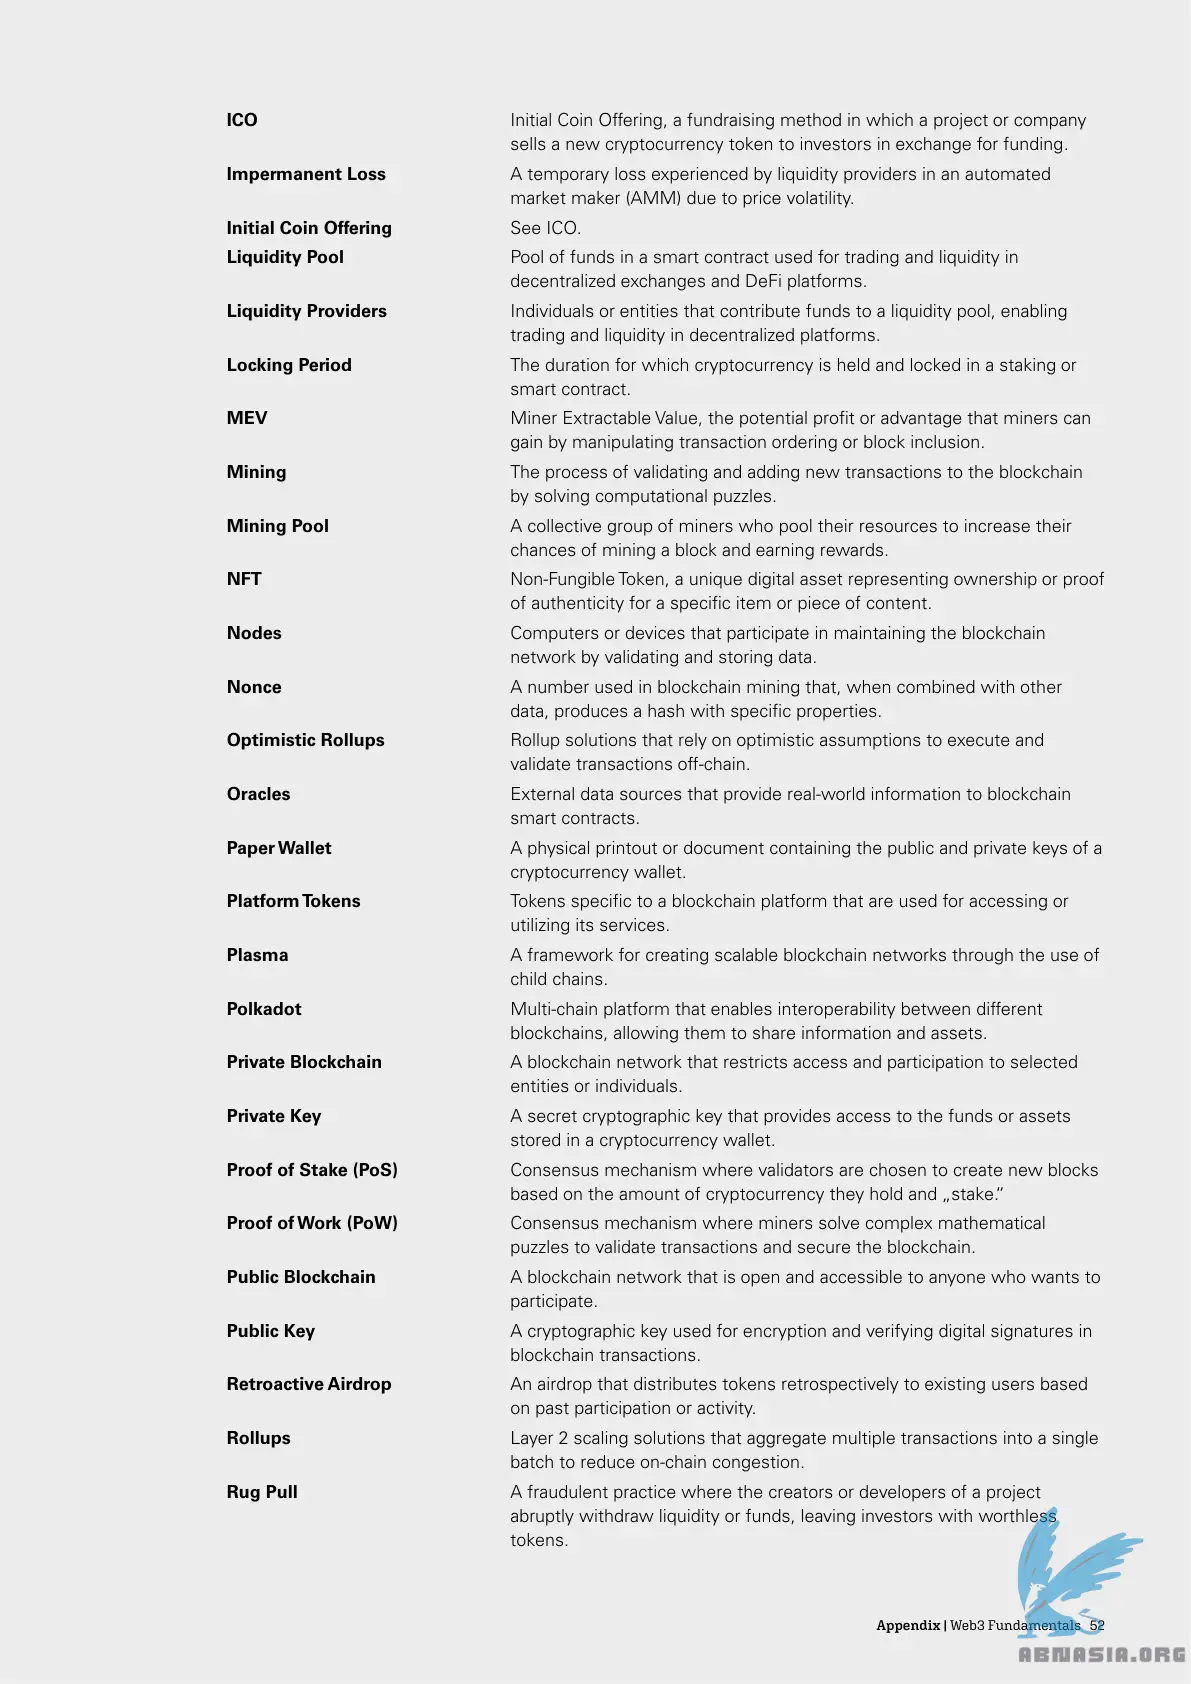 ICO Initial Coin Offering, a fundraising method in which a project or company
sells a new cryptocurrency token to investors in exchange for funding.
Impermanent Loss A temporary loss experienced by liquidity providers in an automated
market maker (AMM) due to price volatility.
Initial Coin Offering See ICO.
Liquidity Pool Pool of funds in a smart contract used for trading and liquidity in
decentralized exchanges and DeFi platforms.
Liquidity Providers Individuals or entities that contribute funds to a liquidity pool, enabling
trading and liquidity in decentralized platforms.
Locking Period The duration for which cryptocurrency is held and locked in a staking or
smart contract.
MEV Miner Extractable Value, the potential profit or advantage that miners can
gain by manipulating transaction ordering or block inclusion.
Mining The process of validating and adding new transactions to the blockchain
by solving computational puzzles.
Mining Pool A collective group of miners who pool their resources to increase their
chances of mining a block and earning rewards.
NFT Non-Fungible Token, a unique digital asset representing ownership or proof
of authenticity for a specific item or piece of content.
Nodes Computers or devices that participate in maintaining the blockchain
network by validating and storing data.
Nonce A number used in blockchain mining that, when combined with other
data, produces a hash with specific properties.
Optimistic Rollups Rollup solutions that rely on optimistic assumptions to execute and
validate transactions off-chain.
Oracles External data sources that provide real-world information to blockchain
smart contracts.
Paper Wallet A physical printout or document containing the public and private keys of a
cryptocurrency wallet.
Platform Tokens Tokens specific to a blockchain platform that are used for accessing or
utilizing its services.
Plasma A framework for creating scalable blockchain networks through the use of
child chains.
Polkadot Multi-chain platform that enables interoperability between different
blockchains, allowing them to share information and assets.
Private Blockchain A blockchain network that restricts access and participation to selected
entities or individuals.
Private Key A secret cryptographic key that provides access to the funds or assets
stored in a cryptocurrency wallet.
Proof of Stake (PoS) Consensus mechanism where validators are chosen to create new blocks
based on the amount of cryptocurrency they hold and „stake.“
Proof of Work (PoW) Consensus mechanism where miners solve complex mathematical
puzzles to validate transactions and secure the blockchain.
Public Blockchain A blockchain network that is open and accessible to anyone who wants to
participate.
Public Key A cryptographic key used for encryption and verifying digital signatures in
blockchain transactions.
Retroactive Airdrop An airdrop that distributes tokens retrospectively to existing users based
on past participation or activity.
Rollups Layer 2 scaling solutions that aggregate multiple transactions into a single
batch to reduce on-chain congestion.
Rug Pull A fraudulent practice where the creators or developers of a project
abruptly withdraw liquidity or funds, leaving investors with worthless
tokens.
Appendix | Web3 Fundamentals 52
ABNASIA.ORG